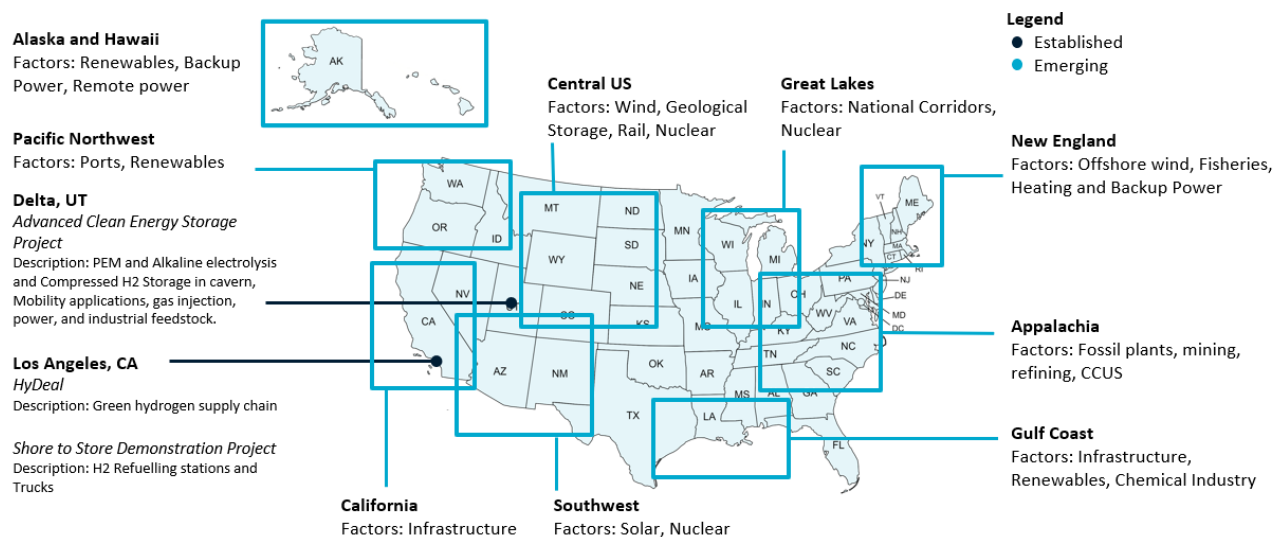 Legend
Established
Emerging
Alaska and Hawaii
Factors: Renewables, Backup
Power, Remote power
Pacific Northwest
Factors: Ports, Renewables
Delta, UT
Advanced Clean Energy Storage
Project
Description: PEM and Alkaline electrolysis
and Compressed H2 Storage in cavern,
Mobility applications, gas injection,
power, and industrial feedstock.
Los Angeles, CA
HyDeal
Description: Green hydrogen supply chain
Shore to Store Demonstration Project
Description: H2 Refuelling stations and
Trucks
Central US
Factors: Wind, Geological
Storage, Rail, Nuclear
Great Lakes
Factors: National Corridors,
Nuclear
New England
Factors: Offshore wind, Fisheries,
Heating and Backup Power
Appalachia
Factors: Fossil plants, mining,
refining, CCUS
Gulf Coast
Factors: Infrastructure,
Renewables, Chemical Industry
California
Factors: Infrastructure
Southwest
Factors: Solar, Nuclear
AK
WA
OR
ID
MT
ND
SD
WY
NE
NV
UT
CO
KS
CA
AZ
NM
OK
TX
MN
IA
MO
AR
LA
WI
MI
IL
IN
OH
KY
TN
MS
AL
GA
FL
SC
NC
VA
WV
PA
NY
VT
NH
ME
MA
CT
RI
NJ
DE
MD
DC